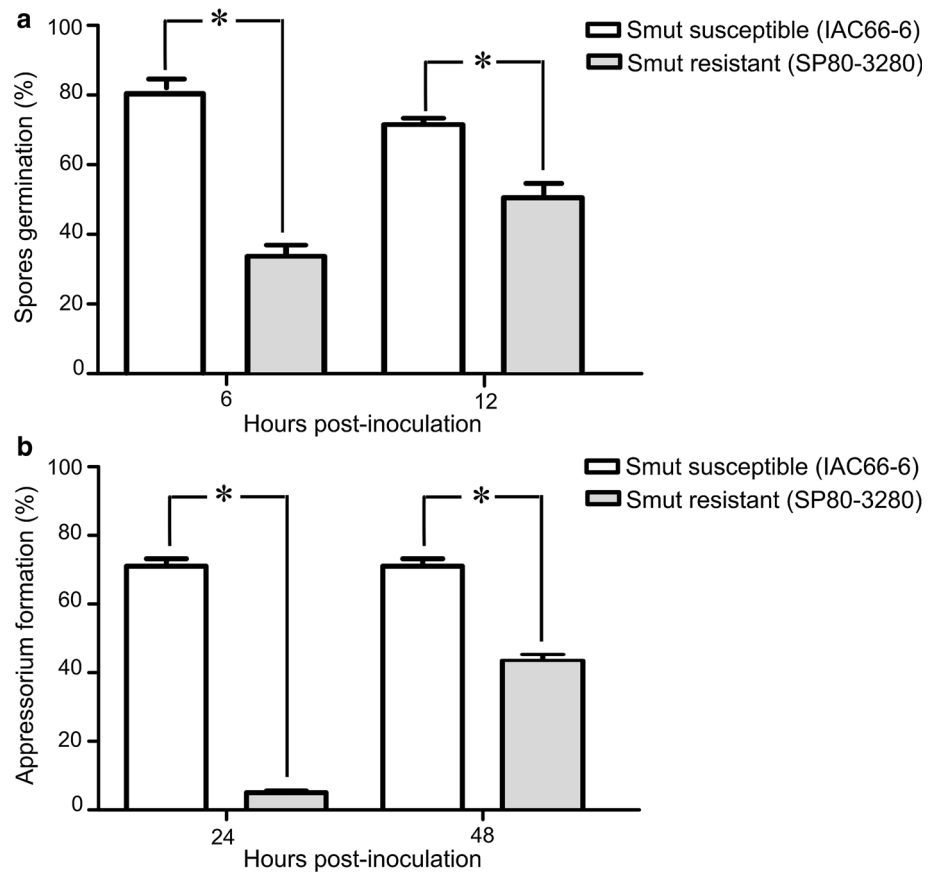 a
100
80
60
40
20
0
Spores germination (%)
*
*
Smut susceptible (IAC66-6)
Smut resistant (SP80-3280)
6
12
Hours post-inoculation
b
100
80
60
40
20
0
Appressorium formation (%)
*
*
Smut susceptible (IAC66-6)
Smut resistant (SP80-3280)
24
48
Hours post-inoculation